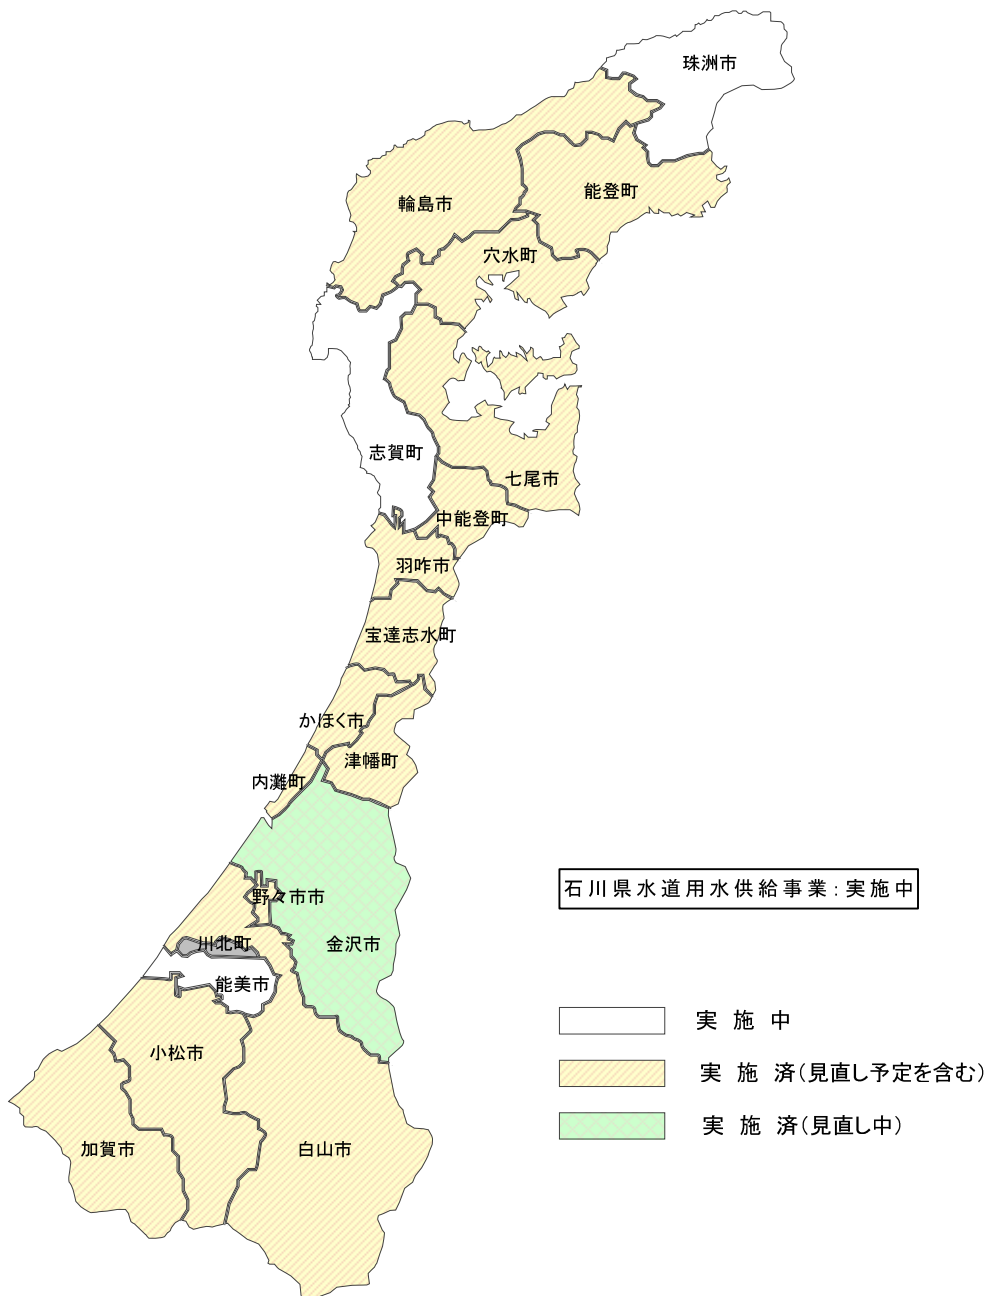 珠洲市
能登町
輪島市
穴水町
志賀町
七尾市
中能登町
羽咋市
宝達志水町
かほく市
津幡町
内灘町
石川県水道用水供給事業：実施中
野々市市
川北町
金沢市
能美市
実 施 中
小松市
実 施 済（見直し予定を含む）
実 施 済（見直し中）
加賀市
白山市